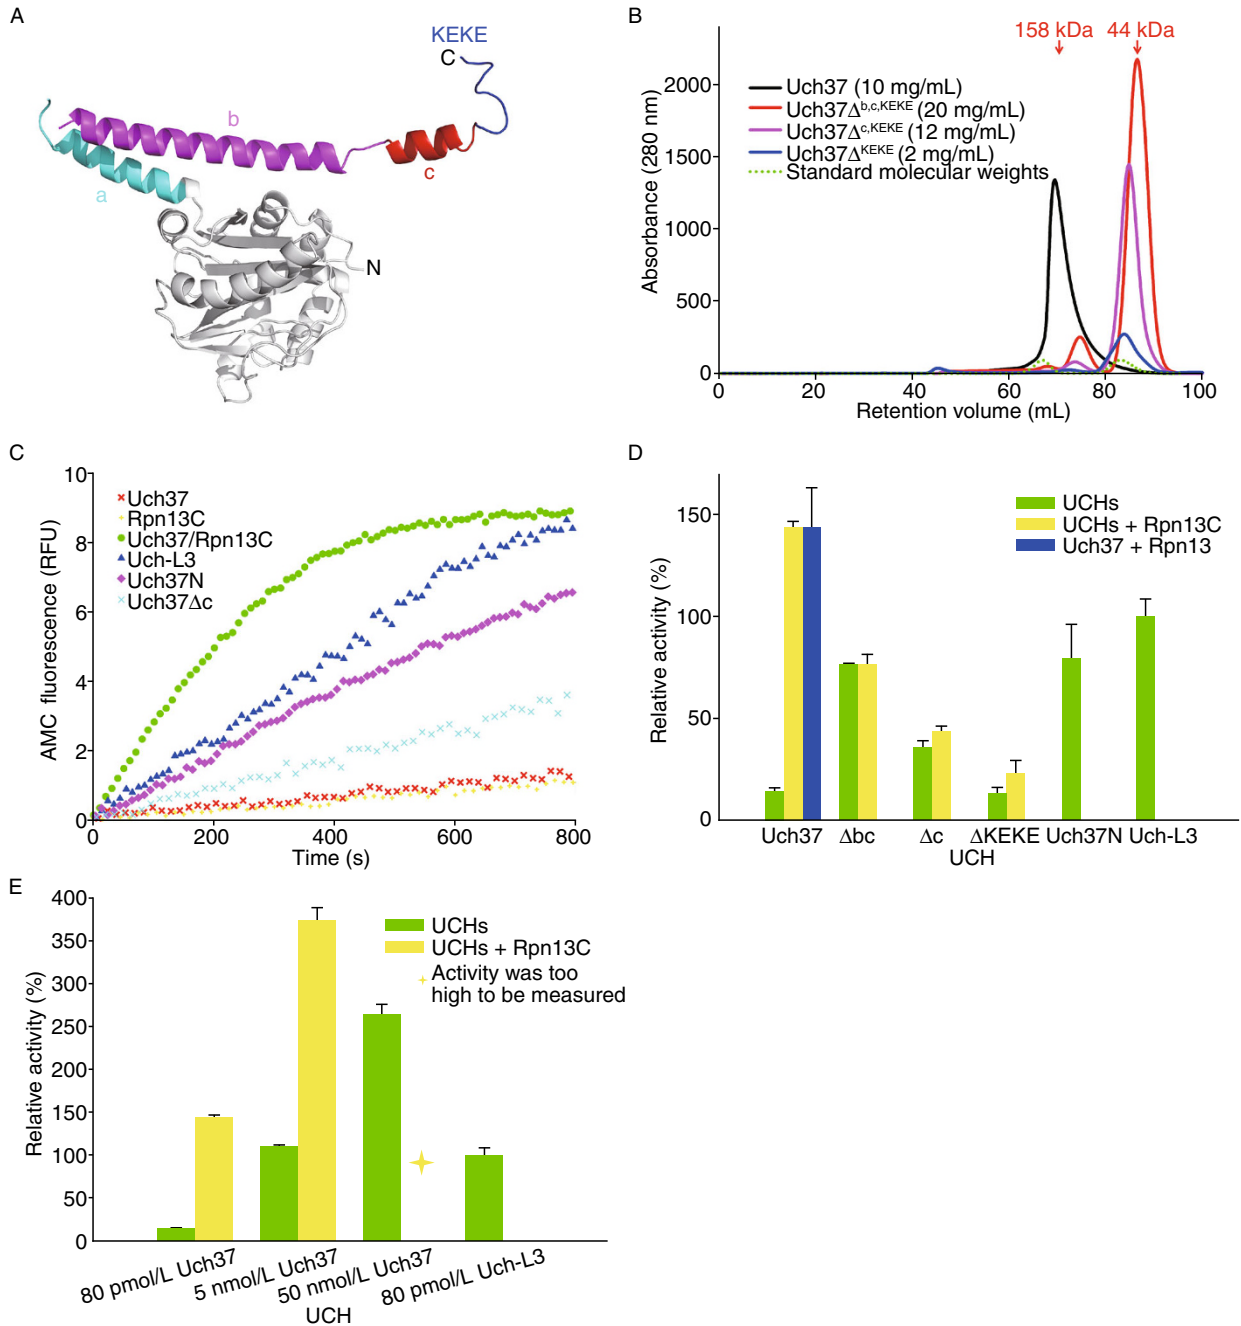 A
KEKE
C
b
a
c
N
B
158 kDa 44 kDa
Uch37 (10 mg/mL)
Uch37Δb,c,KEKE (20 mg/mL)
Uch37Δc,KEKE (12 mg/mL)
Uch37ΔKEKE (2 mg/mL)
Standard molecular weights
Absorbance (280 nm)
2000
1500
1000
500
0
0 20 40 60 80 100
Retention volume (mL)
C
Uch37
Rpn13C
Uch37/Rpn13C
Uch-L3
Uch37N
Uch37Δc
AMC fluorescence (RFU)
10
8
6
4
2
0
0 200 400 600 800
Time (s)
D
UCHs
UCHs + Rpn13C
Uch37 + Rpn13
Relative activity (%)
150
100
50
0
Uch37 Δbc Δc ΔKEKE Uch37N Uch-L3
UCH
E
UCHs
UCHs + Rpn13C
Activity was too
high to be measured
Relative activity (%)
400
350
300
250
200
150
100
50
0
80 pmol/L Uch37
5 nmol/L Uch37
50 nmol/L Uch37
80 pmol/L Uch-L3
UCH